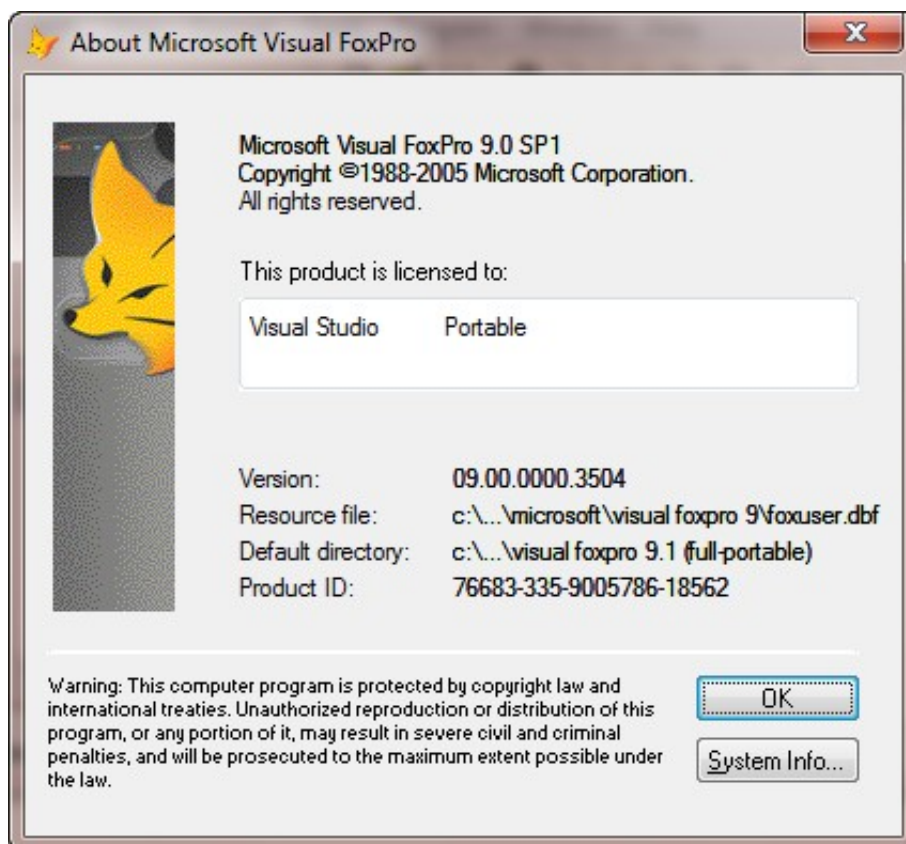 About Microsoft Visual FoxPro
Microsoft Visual FoxPro 9.0 SP1
Copyright ©1988-2005 Microsoft Corporation.
All rights reserved.
This product is licensed to:
Visual Studio Portable
Version: 09.00.0000.3504
Resource file: c:\...\microsoft\visual foxpro 9\foxuser.dbf
Default directory: c:\...\visual foxpro 9.1 (full-portable)
Product ID: 76683-335-9005786-18562
Warning: This computer program is protected by copyright law and
international treaties. Unauthorized reproduction or distribution of this
program, or any portion of it, may result in severe civil and criminal
penalties, and will be prosecuted to the maximum extent possible under
the law.
OK
System Info...